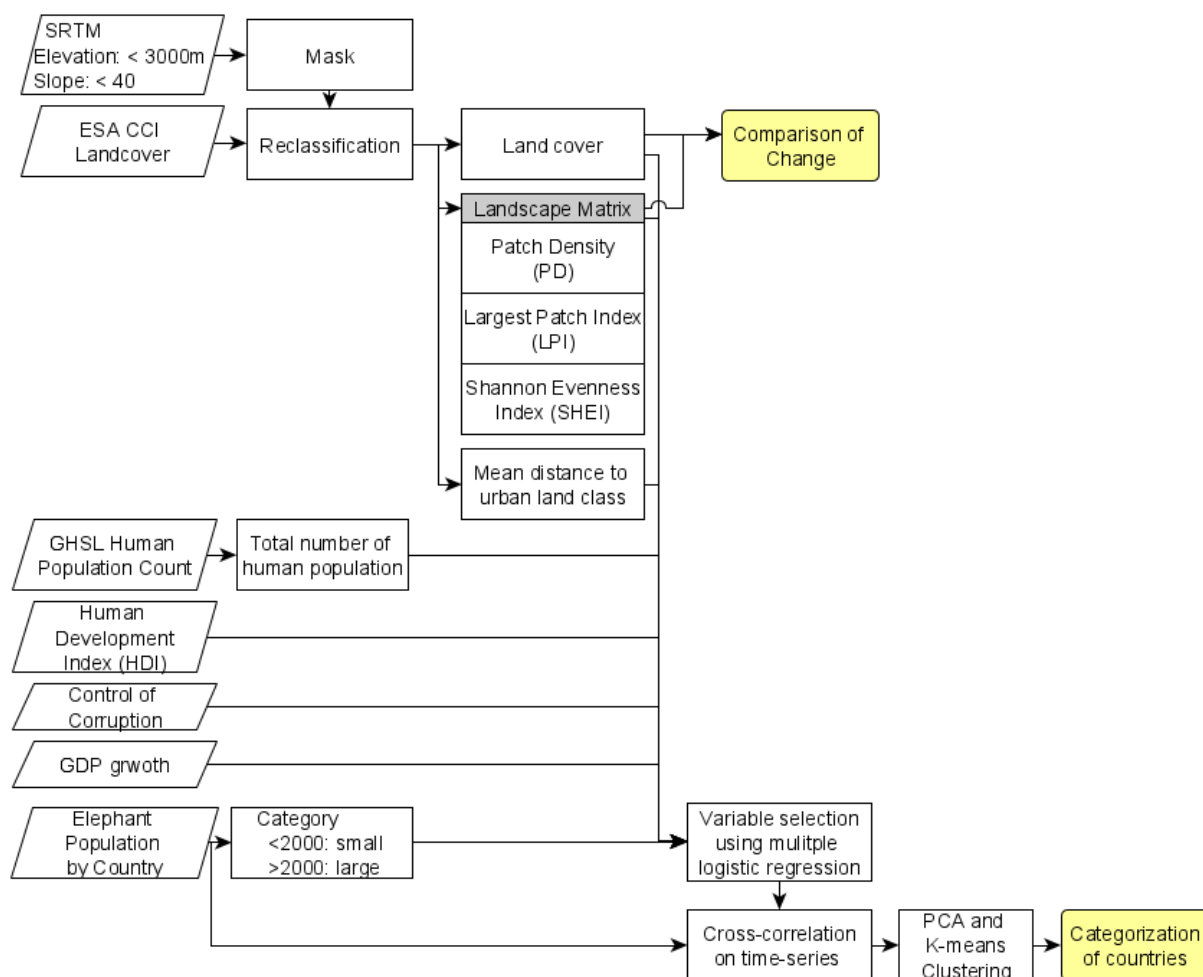 SRTM
Elevation: < 3000m
Slope: < 40
Mask
ESA CCI
Landcover
Reclassification
Land cover
Comparison of
Change
Landscape Matrix
Patch Density
(PD)
Largest Patch Index
(LPI)
Shannon Evenness
Index (SHEI)
Mean distance to
urban land class
GHSL Human
Population Count
Total number of
human population
Human
Development
Index (HDI)
Control of
Corruption
GDP grwoth
Elephant
Population
by Country
Category
<2000: small
>2000: large
Variable selection
using mulitple
logistic regression
Cross-correlation
on time-series
PCA and
K-means
Clustering
Categorization
of countries